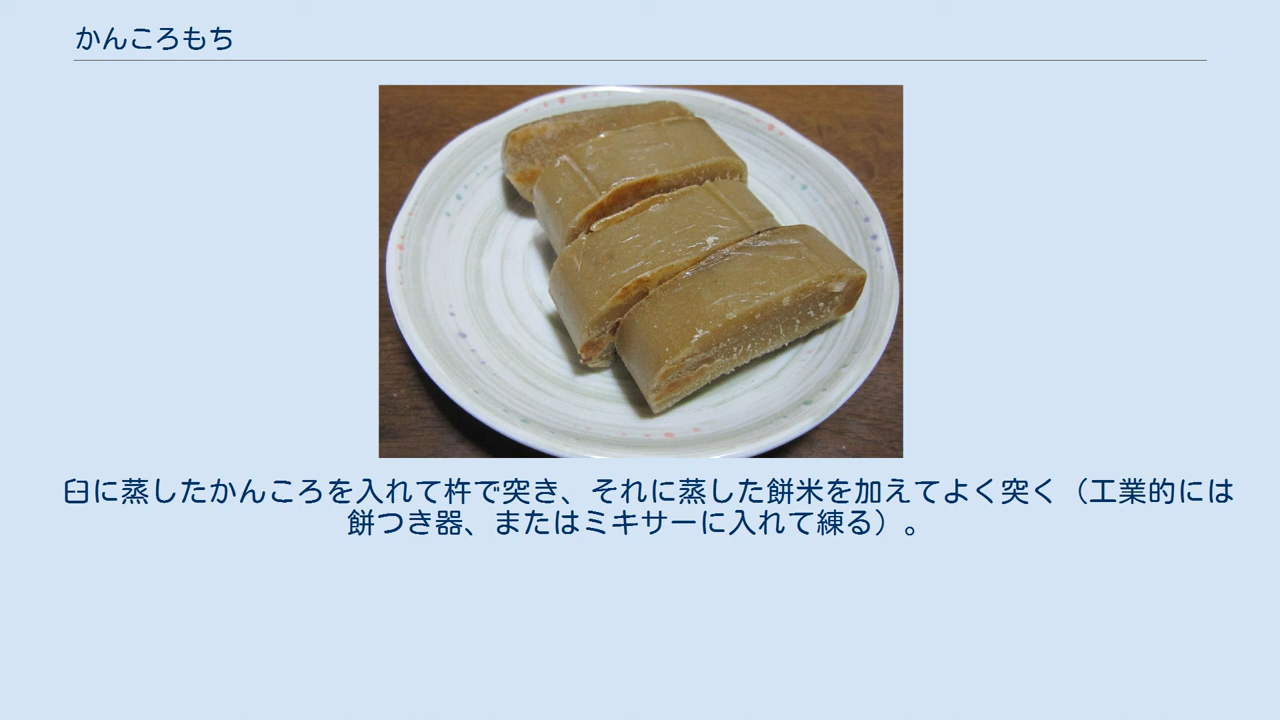 かんころもち
臼に蒸したかんころを入れて杵で突き、それに蒸した餅米を加えてよく突く（工業的には
餅つき器、またはミキサーに入れて練る）。